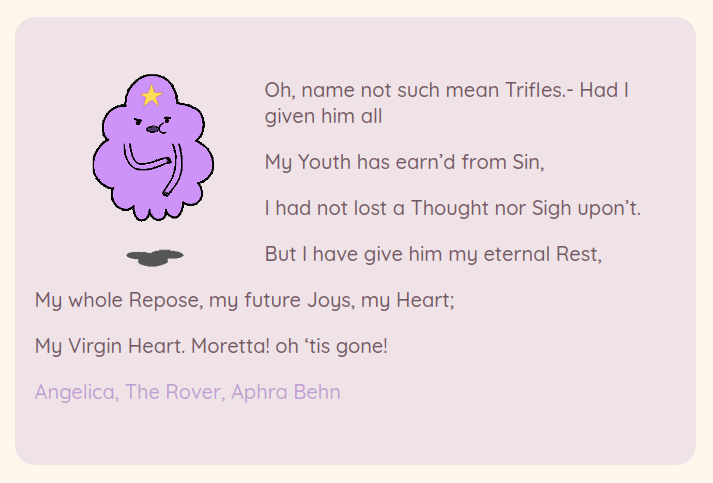 Oh, name not such mean Trifles.- Had I
given him all
My Youth has earn’d from Sin,
I had not lost a Thought nor Sigh upon’t.
But I have give him my eternal Rest,
My whole Repose, my future Joys, my Heart;
My Virgin Heart. Moretta! oh ‘tis gone!
Angelica, The Rover, Aphra Behn